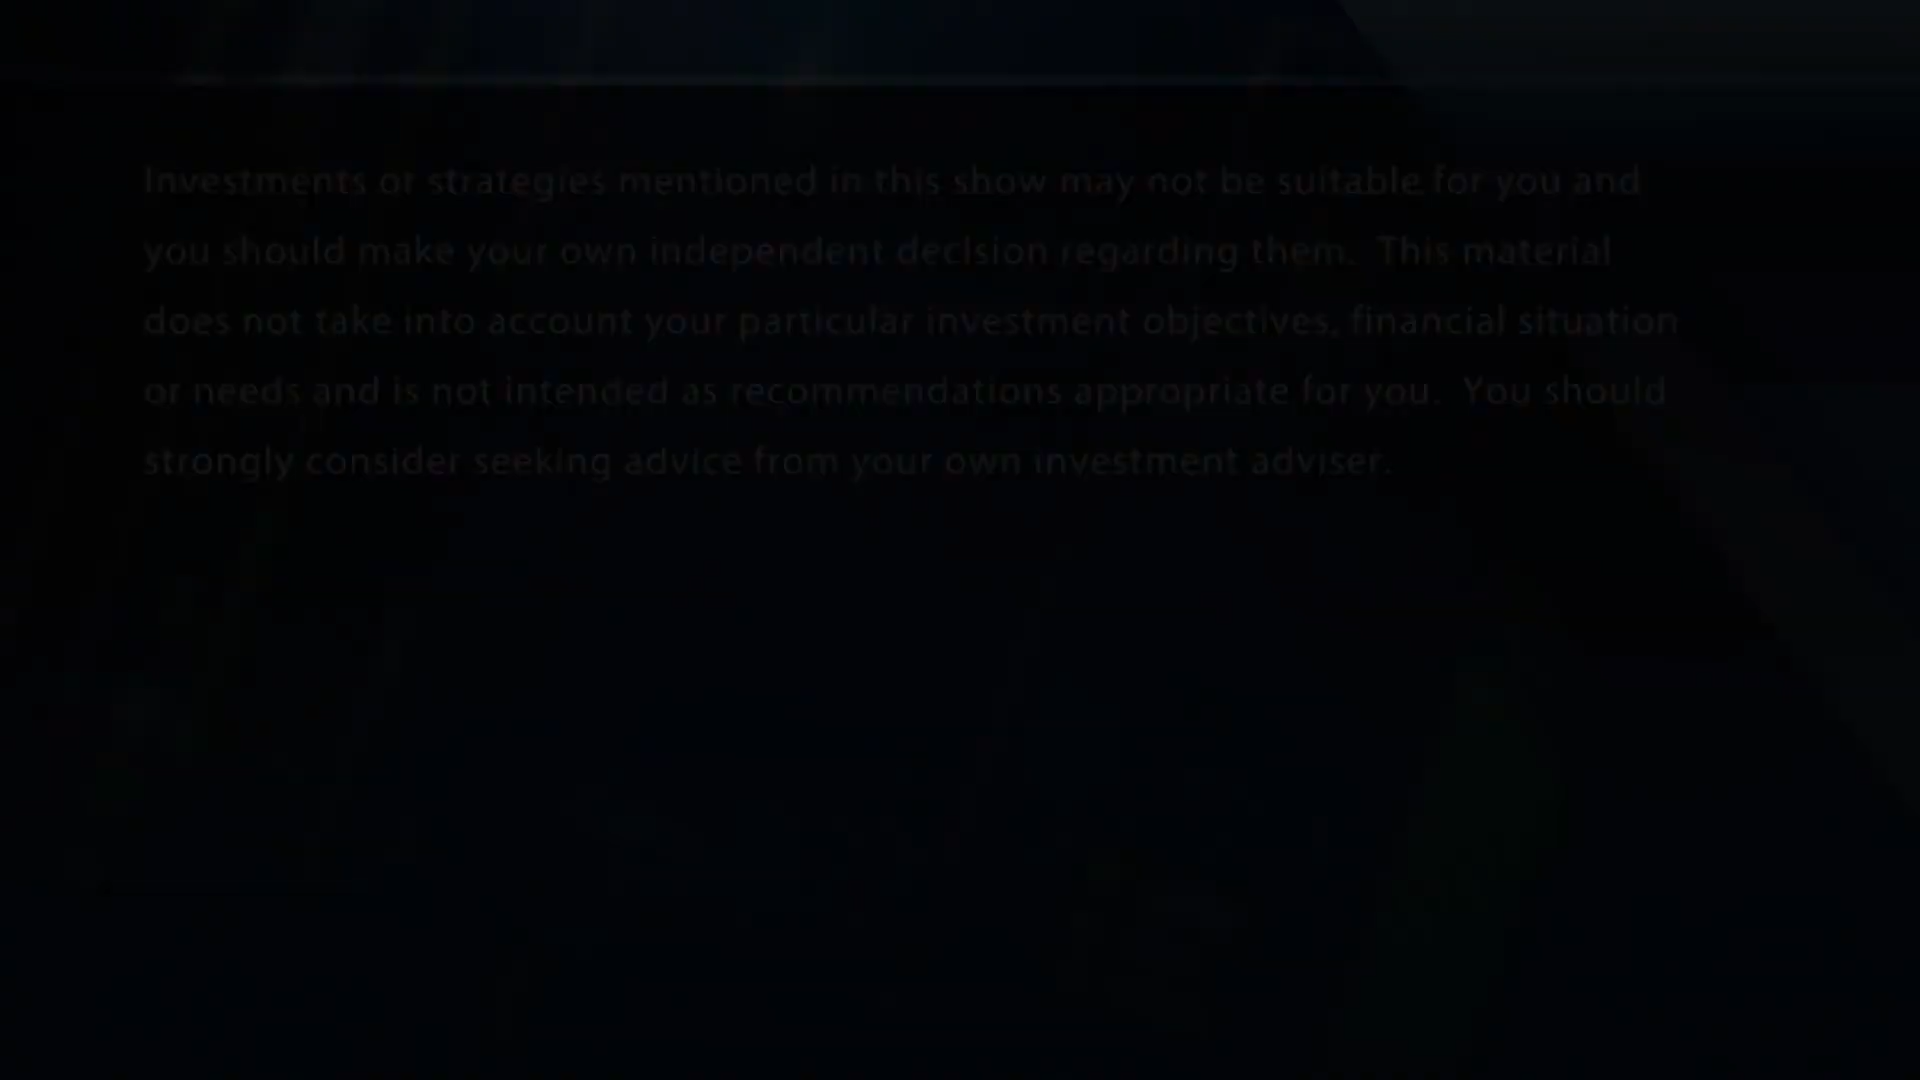 Investments or strategies mentioned in this show may not be suitable for you and
you should make your own independent decision regarding them.  This material
does not take into account your particular investment objectives, financial situation
or needs and is not intended as recommendations appropriate for you.  You should
strongly consider seeking advice from your own investment adviser.